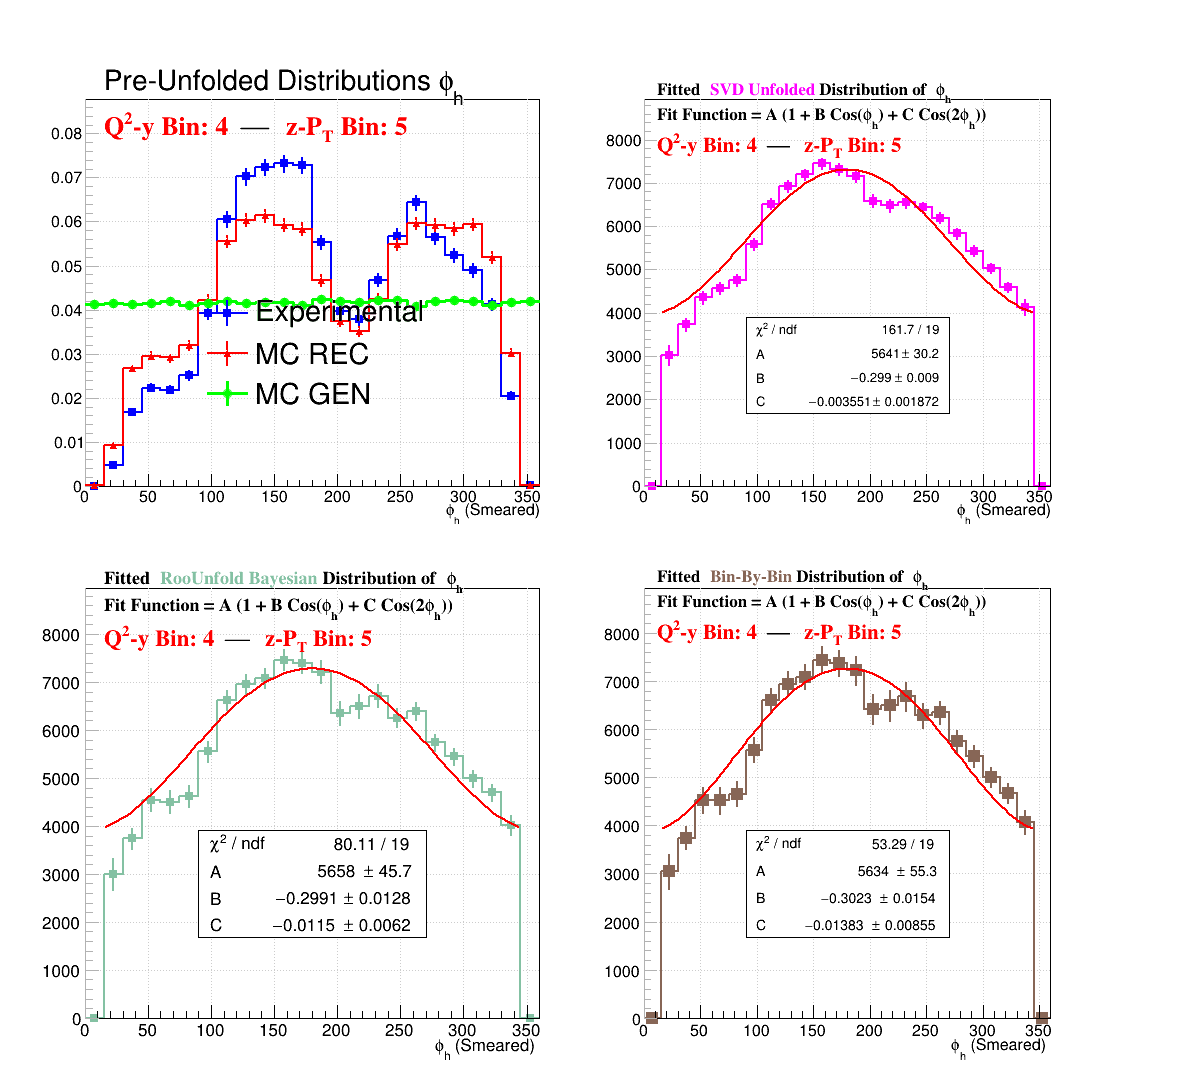 Pre-Unfolded Distributions ϕh
Q2-y Bin: 4 — z-PT Bin: 5
0.08
0.07
0.06
0.05
0.04
0.03
0.02
0.01
0
Experimental
MC REC
MC GEN
0 50 100 150 200 250 300 350
ϕh (Smeared)
Fitted SVD Unfolded Distribution of ϕh
Fit Function = A (1 + B Cos(ϕh) + C Cos(2ϕh))
Q2-y Bin: 4 — z-PT Bin: 5
8000
7000
6000
5000
4000
3000
2000
1000
0
χ2 / ndf 161.7 / 19
A 5641 ± 30.2
B −0.299 ± 0.009
C −0.003551 ± 0.001872
0 50 100 150 200 250 300 350
ϕh (Smeared)
Fitted RooUnfold Bayesian Distribution of ϕh
Fit Function = A (1 + B Cos(ϕh) + C Cos(2ϕh))
Q2-y Bin: 4 — z-PT Bin: 5
8000
7000
6000
5000
4000
3000
2000
1000
0
χ2 / ndf 80.11 / 19
A 5658 ± 45.7
B −0.2991 ± 0.0128
C −0.0115 ± 0.0062
0 50 100 150 200 250 300 350
ϕh (Smeared)
Fitted Bin-By-Bin Distribution of ϕh
Fit Function = A (1 + B Cos(ϕh) + C Cos(2ϕh))
Q2-y Bin: 4 — z-PT Bin: 5
8000
7000
6000
5000
4000
3000
2000
1000
0
χ2 / ndf 53.29 / 19
A 5634 ± 55.3
B −0.3023 ± 0.0154
C −0.01383 ± 0.00855
0 50 100 150 200 250 300 350
ϕh (Smeared)